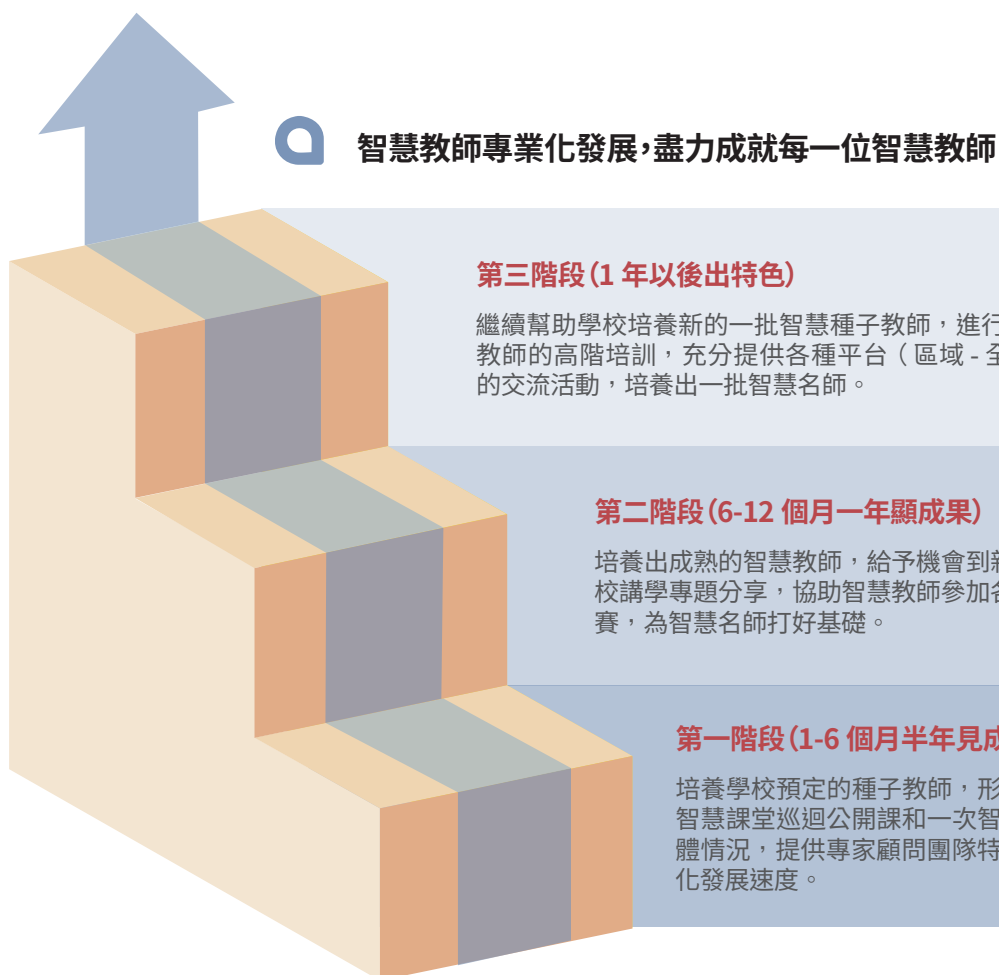 智慧教師專業化發展，盡力成就每一位智慧教師
第三階段（1 年以後出特色）
繼續幫助學校培養新的一批智慧種子教師，進行
教師的高階培訓，充分提供各種平台（區域 - 全
的交流活動，培養出一批智慧名師。
第二階段（6-12 個月一年顯成果）
培養出成熟的智慧教師，給予機會到新
校講學專題分享，協助智慧教師參加各
賽，為智慧名師打好基礎。
第一階段（1-6 個月半年見成
培養學校預定的種子教師，形
智慧課堂巡迴公開課和一次智
體情況，提供專家顧問團隊特
化發展速度。